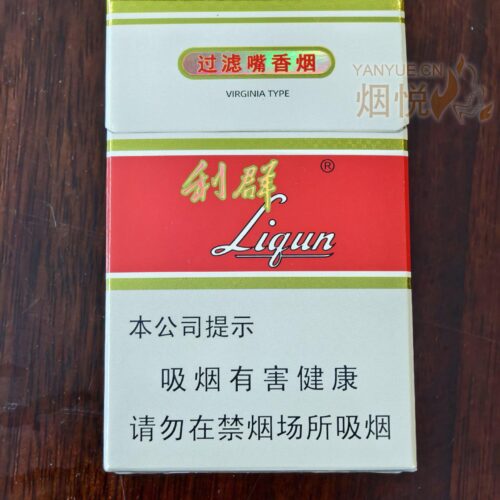 过滤嘴香烟
VIRGINIA TYPE
YANYUE.CN
烟悦
利群®
Liqun
本公司提示
吸烟有害健康
请勿在禁烟场所吸烟